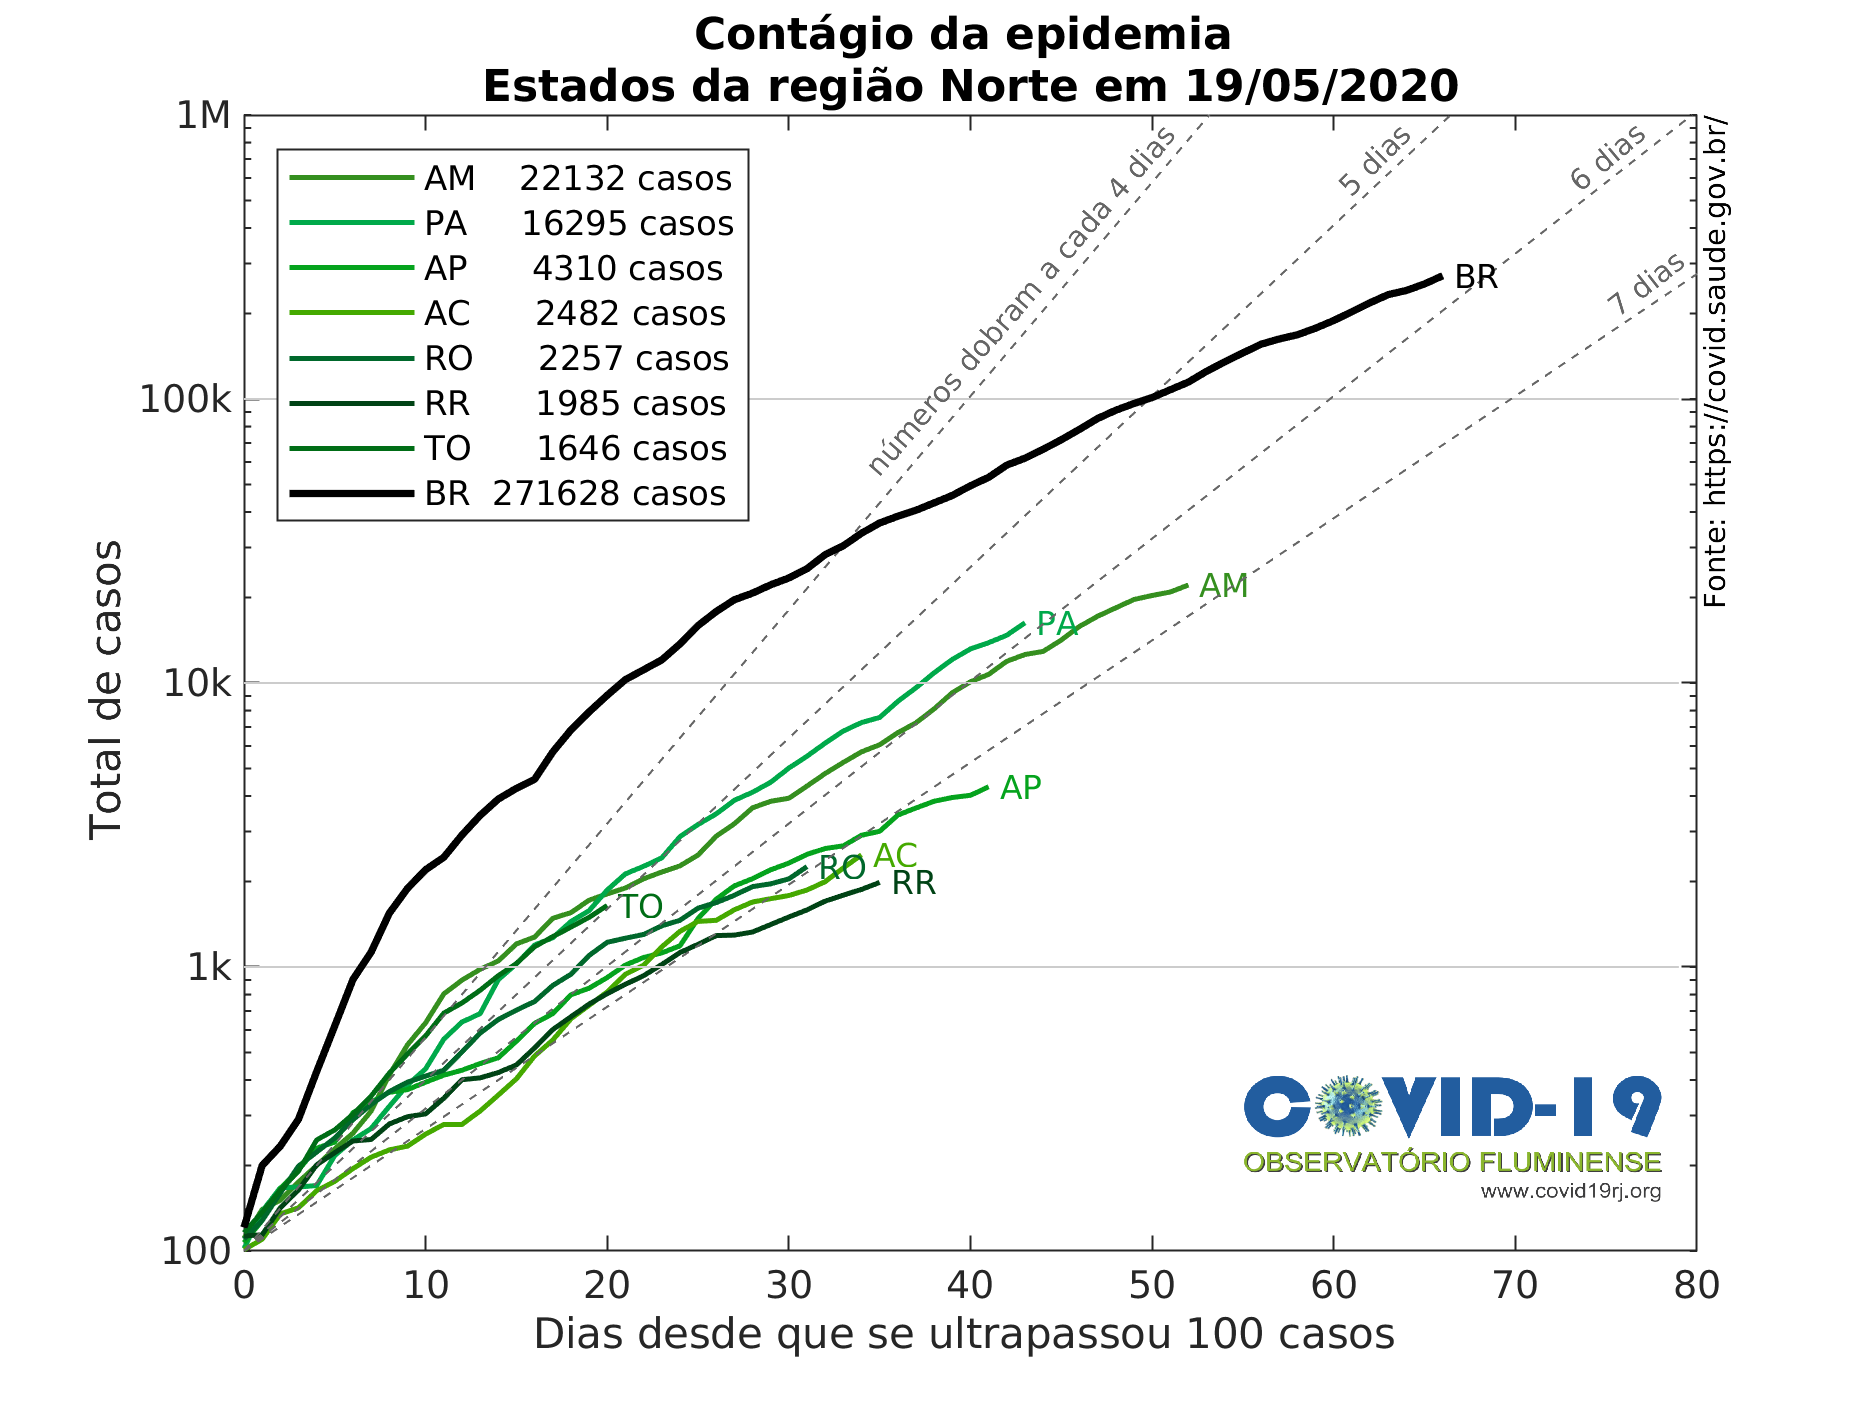 Contágio da epidemia
Estados da região Norte em 19/05/2020
1M
100k
10k
1k
100
Total de casos
AM 22132 casos
PA 16295 casos
AP 4310 casos
AC 2482 casos
RO 2257 casos
RR 1985 casos
TO 1646 casos
BR 271628 casos
números dobram a cada 4 dias
5 dias
6 dias
7 dias
BR
AM
PA
AP
AC
RO
RR
TO
Fonte: https://covid.saude.gov.br/
COVID-19
OBSERVATÓRIO FLUMINENSE
www.covid19rj.org
0 10 20 30 40 50 60 70 80
Dias desde que se ultrapassou 100 casos